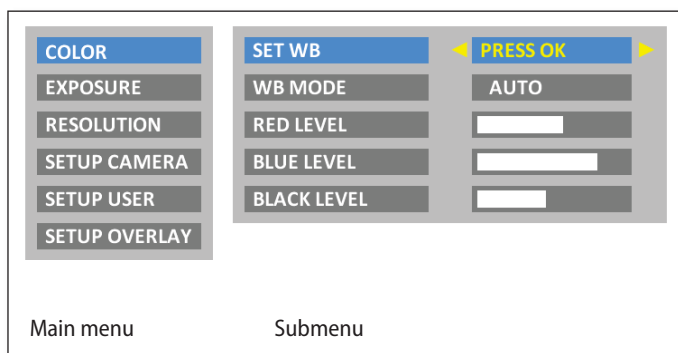 COLOR
EXPOSURE
RESOLUTION
SETUP CAMERA
SETUP USER
SETUP OVERLAY
SET WB PRESS OK
WB MODE AUTO
RED LEVEL
BLUE LEVEL
BLACK LEVEL
Main menu Submenu